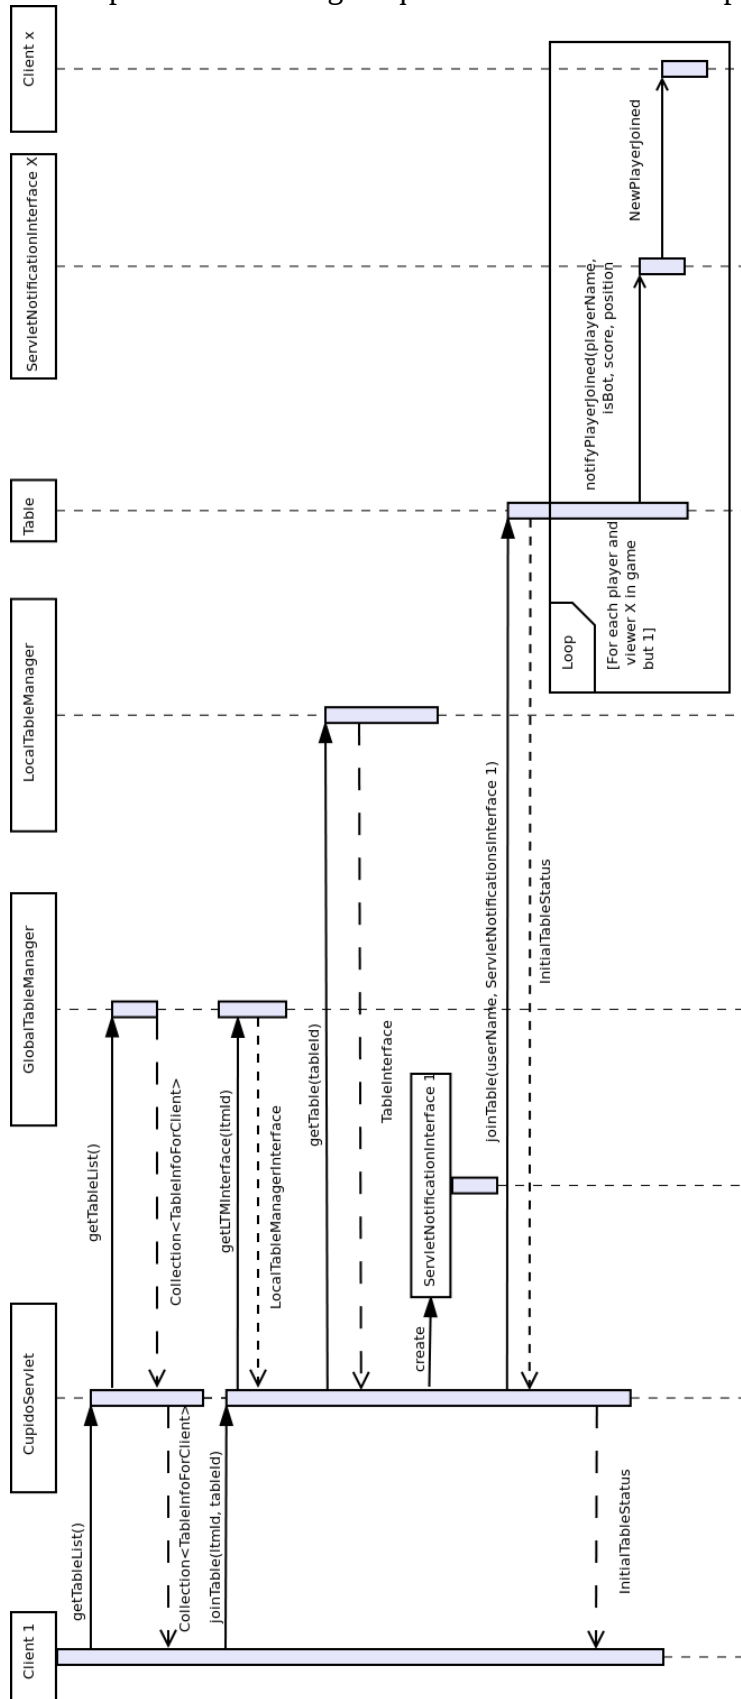 Client 1
CupidoServlet
GlobalTableManager
LocalTableManager
Table
ServletNotificationInterface X
Client x
getTableList()
getTableList()
Collection<TableInfoForClient>
Collection<TableInfoForClient>
joinTable(ltmId, tableId)
getLTMInterface(ltmId)
LocalTableManagerInterface
getTable(tableId)
TableInterface
create
ServletNotificationInterface 1
joinTable(userName, ServletNotificationsInterface 1)
InitialTableStatus
Loop
[For each player and
viewer X in game
but 1]
notifyPlayerJoined(playerName,
isBot, score, position
NewPlayerJoined
InitialTableStatus